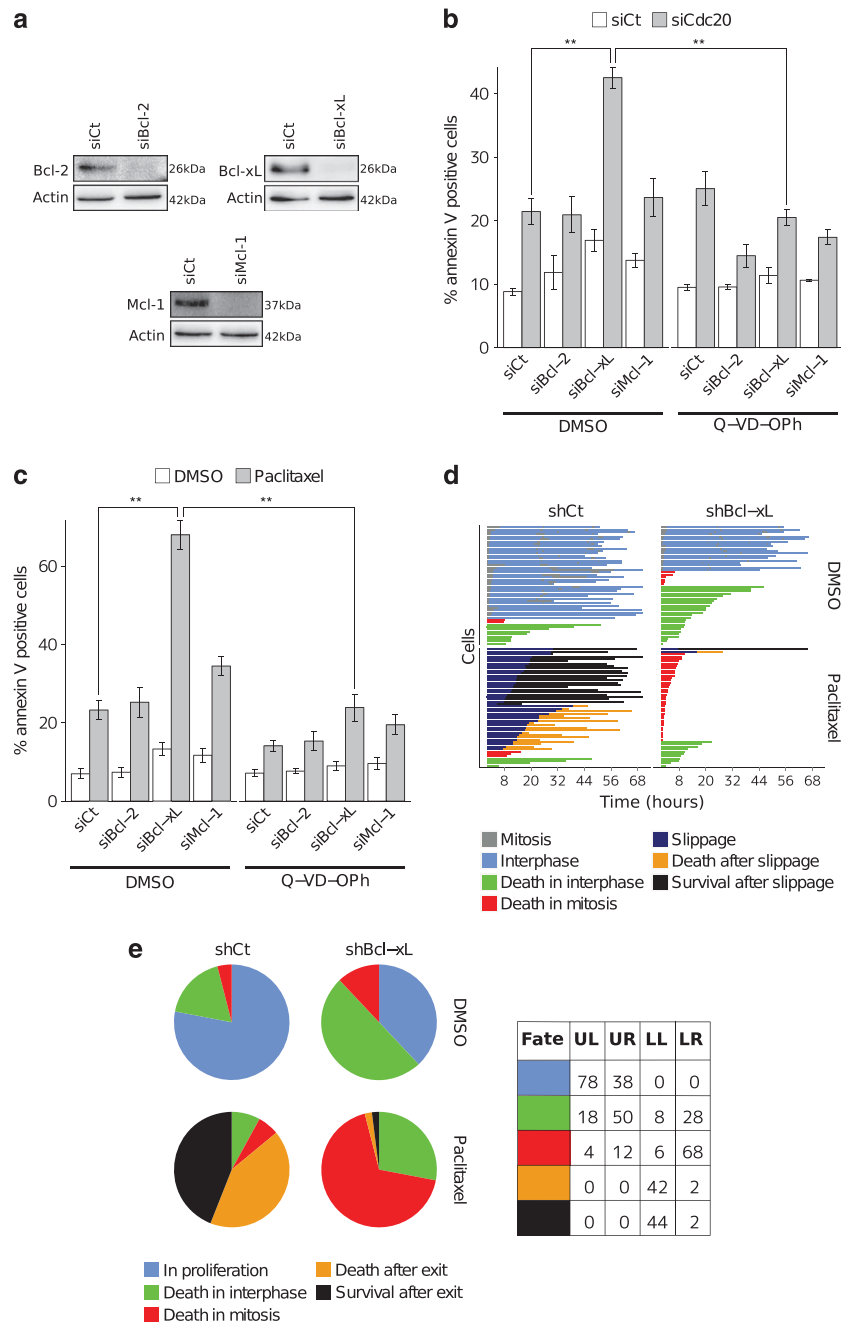 a
siCt
siBcl-2
Bcl-2
26kDa
Actin
42kDa
siCt
siBcl-xL
Bcl-xL
26kDa
Actin
42kDa
siCt
siMcl-1
Mcl-1
37kDa
Actin
42kDa
b
siCt siCdc20
** **
% annexin V positive cells
40
30
20
10
0
siCt siBcl−2 siBcl−xL siMcl−1 siCt siBcl−2 siBcl−xL siMcl−1
DMSO Q−VD−OPh
c
DMSO Paclitaxel
** **
% annexin V positive cells
60
40
20
0
siCt siBcl−2 siBcl−xL siMcl−1 siCt siBcl−2 siBcl−xL siMcl−1
DMSO Q−VD−OPh
d
shCt shBcl−xL
Cells
DMSO
Paclitaxel
8 20 32 44 56 68 8 20 32 44 56 68
Time (hours)
Mitosis Slippage
Interphase Death after slippage
Death in interphase Survival after slippage
Death in mitosis
e
shCt shBcl−xL
DMSO
Paclitaxel
In proliferation Death after exit
Death in interphase Survival after exit
Death in mitosis
Fate UL UR LL LR
78 38 0 0
18 50 8 28
4 12 6 68
0 0 42 2
0 0 44 2